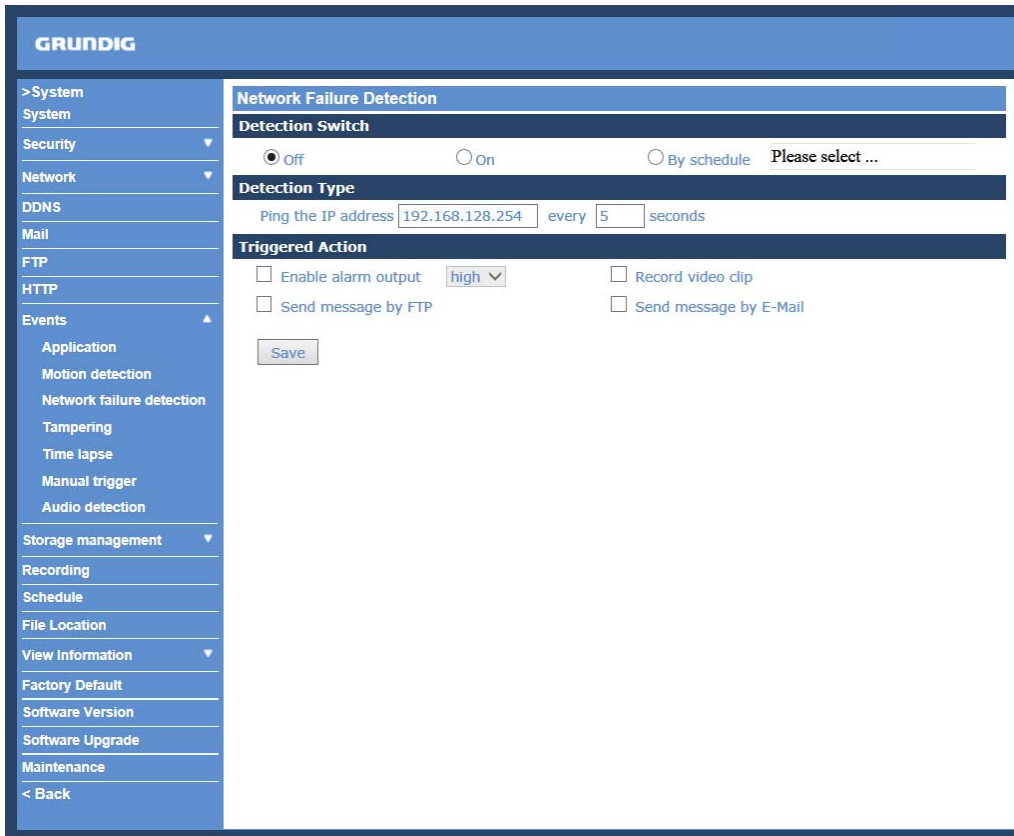 GRUNDIG
>System
System
Security
Network
DDNS
Mail
FTP
HTTP
Events
Application
Motion detection
Network failure detection
Tampering
Time lapse
Manual trigger
Audio detection
Storage management
Recording
Schedule
File Location
View Information
Factory Default
Software Version
Software Upgrade
Maintenance
< Back
Network Failure Detection
Detection Switch
Off On By schedule Please select ...
Detection Type
Ping the IP address 192.168.128.254 every 5 seconds
Triggered Action
Enable alarm output high Record video clip
Send message by FTP Send message by E-Mail
Save